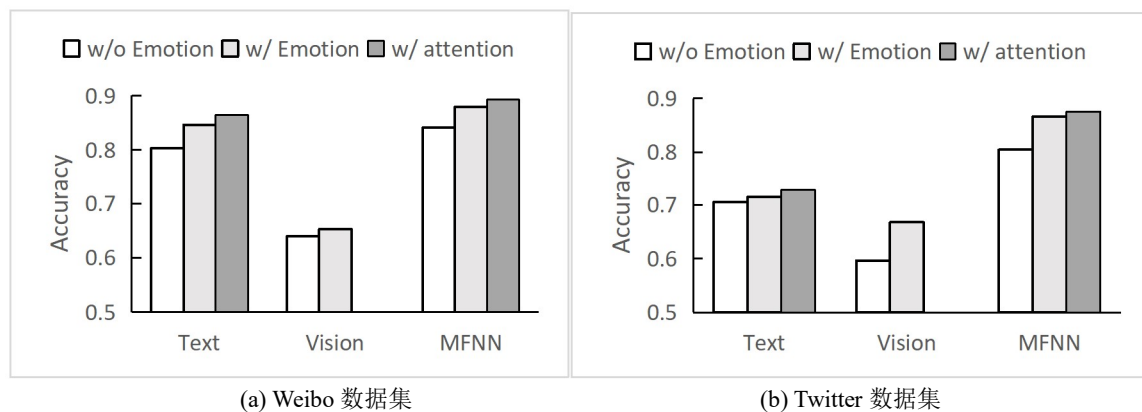 w/o Emotion w/ Emotion w/ attention
0.9
0.8
0.7
0.6
0.5
Accuracy
Text Vision MFNN
(a) Weibo 数据集
w/o Emotion w/ Emotion w/ attention
0.9
0.8
0.7
0.6
0.5
Accuracy
Text Vision MFNN
(b) Twitter 数据集